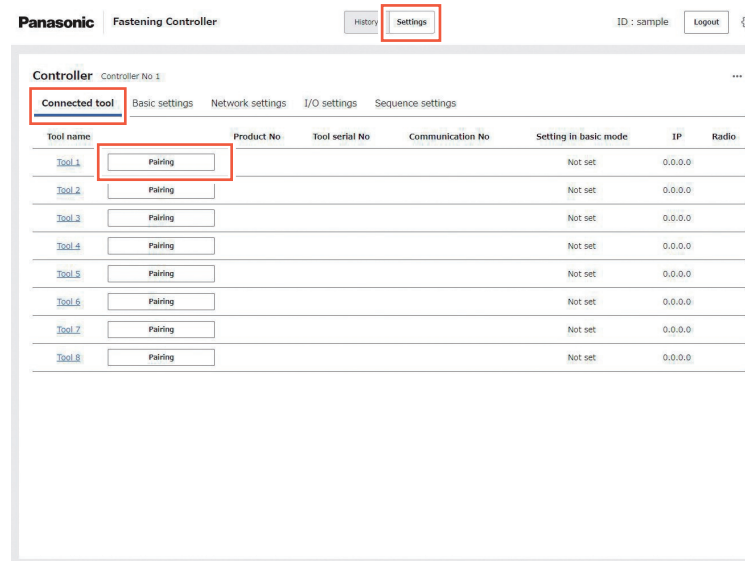 Panasonic Fastening Controller History Settings ID : sample Logout
Controller Controller No 1 ...
Connected tool Basic settings Network settings I/O settings Sequence settings
Tool name Product No Tool serial No Communication No Setting in basic mode IP Radio
Tool 1 Pairing Not set 0.0.0.0
Tool 2 Pairing Not set 0.0.0.0
Tool 3 Pairing Not set 0.0.0.0
Tool 4 Pairing Not set 0.0.0.0
Tool 5 Pairing Not set 0.0.0.0
Tool 6 Pairing Not set 0.0.0.0
Tool 7 Pairing Not set 0.0.0.0
Tool 8 Pairing Not set 0.0.0.0